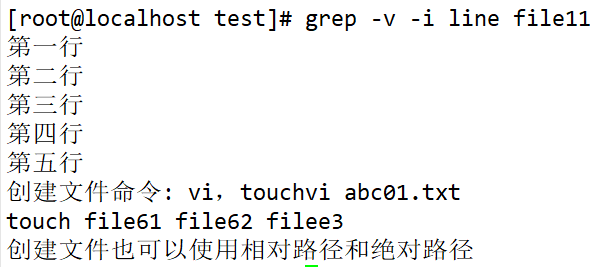 [root@localhost test]# grep -v -i line file11
第一行
第二行
第三行
第四行
第五行
创建文件命令: vi，touchvi abc01.txt
touch file61 file62 filee3
创建文件也可以使用相对路径和绝对路径